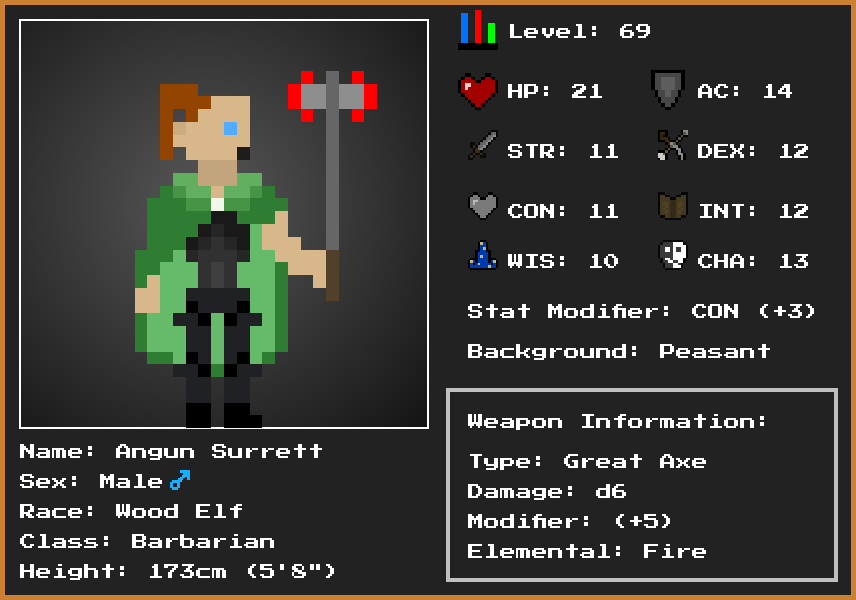 Level: 69
HP: 21 AC: 14
STR: 11 DEX: 12
CON: 11 INT: 12
WIS: 10 CHA: 13
Stat Modifier: CON (+3)
Background: Peasant
Name: Angun Surrett
Sex: Male♂
Race: Wood Elf
Class: Barbarian
Height: 173cm (5'8")
Weapon Information:
Type: Great Axe
Damage: d6
Modifier: (+5)
Elemental: Fire